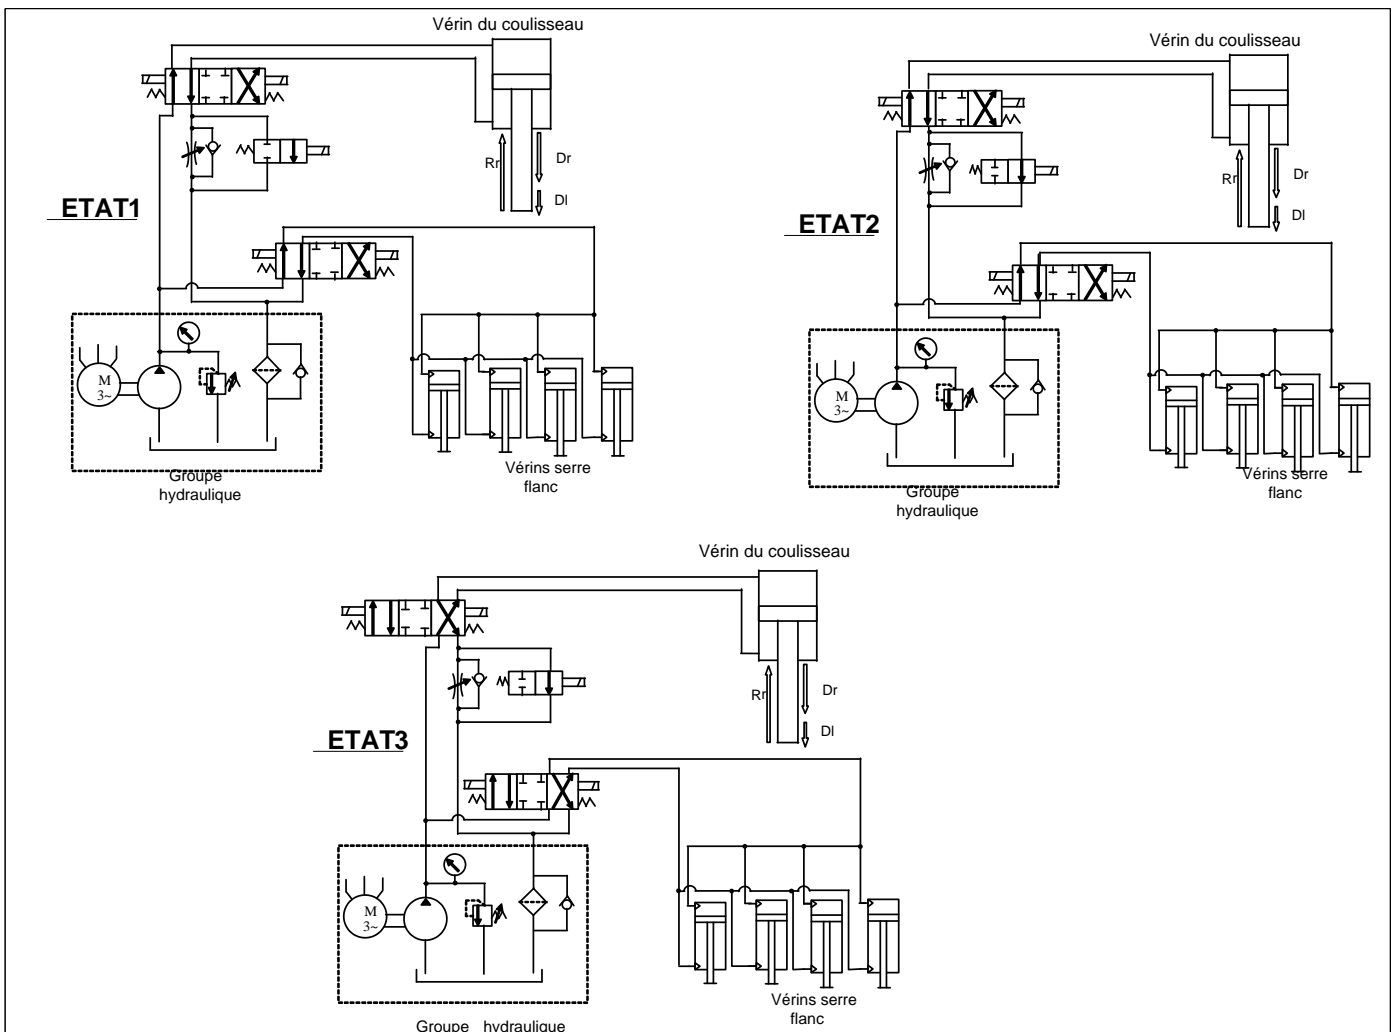 Vérin du coulisseau
Rr
Dr
Dl
ETAT1
M
3~
Groupe
hydraulique
Vérins serre
flanc
Vérin du coulisseau
Rr
Dr
Dl
ETAT2
M
3~
Groupe
hydraulique
Vérins serre
flanc
Vérin du coulisseau
Rr
Dr
Dl
ETAT3
M
3~
Groupe hydraulique
Vérins serre
flanc